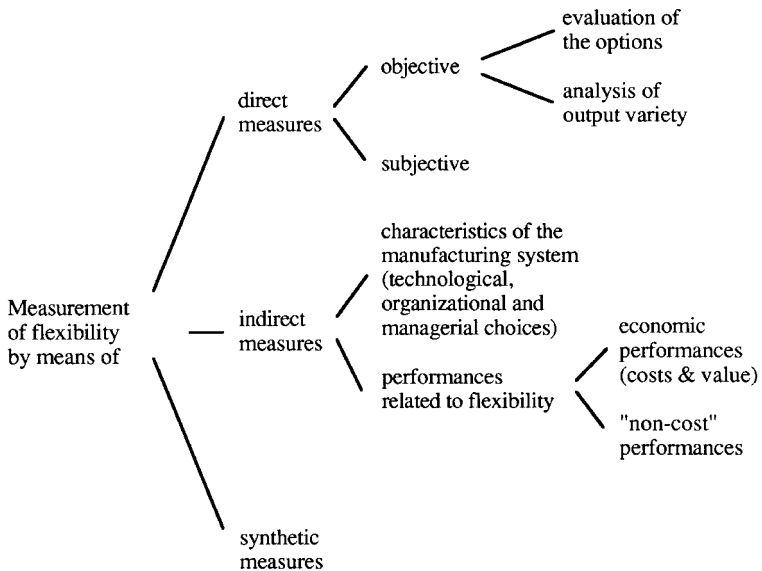 Measurement
of flexibility
by means of
direct
measures
objective
evaluation of
the options
analysis of
output variety
subjective
indirect
measures
characteristics of the
manufacturing system
(technological,
organizational and
managerial choices)
performances
related to flexibility
economic
performances
(costs & value)
"non-cost"
performances
synthetic
measures